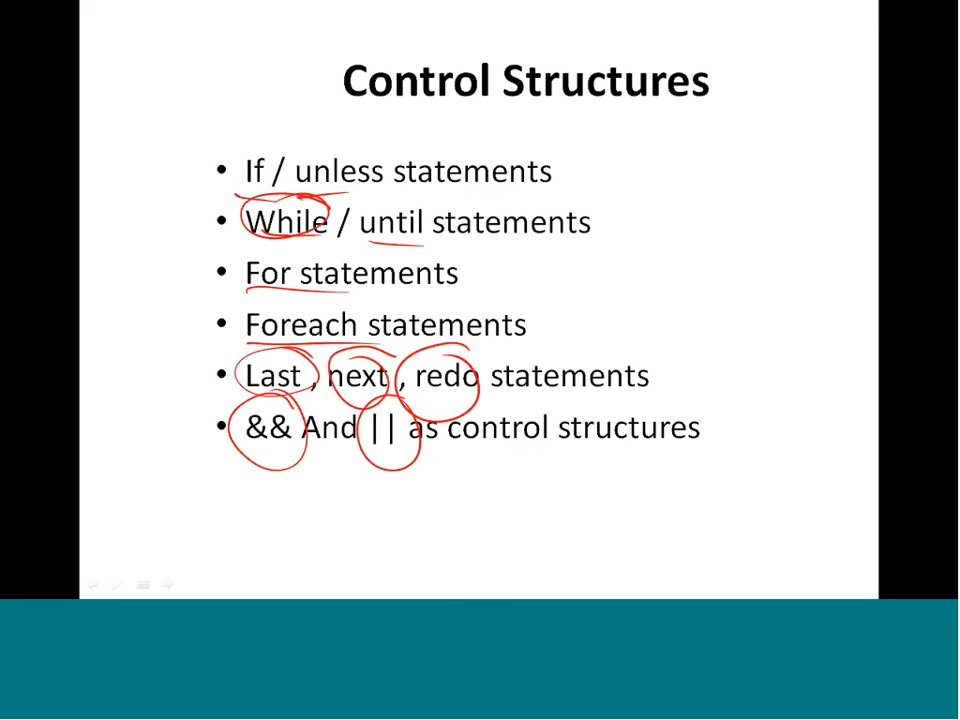 Control Structures
• If / unless statements
• While / until statements
• For statements
• Foreach statements
• Last , next , redo statements
• && And || as control structures